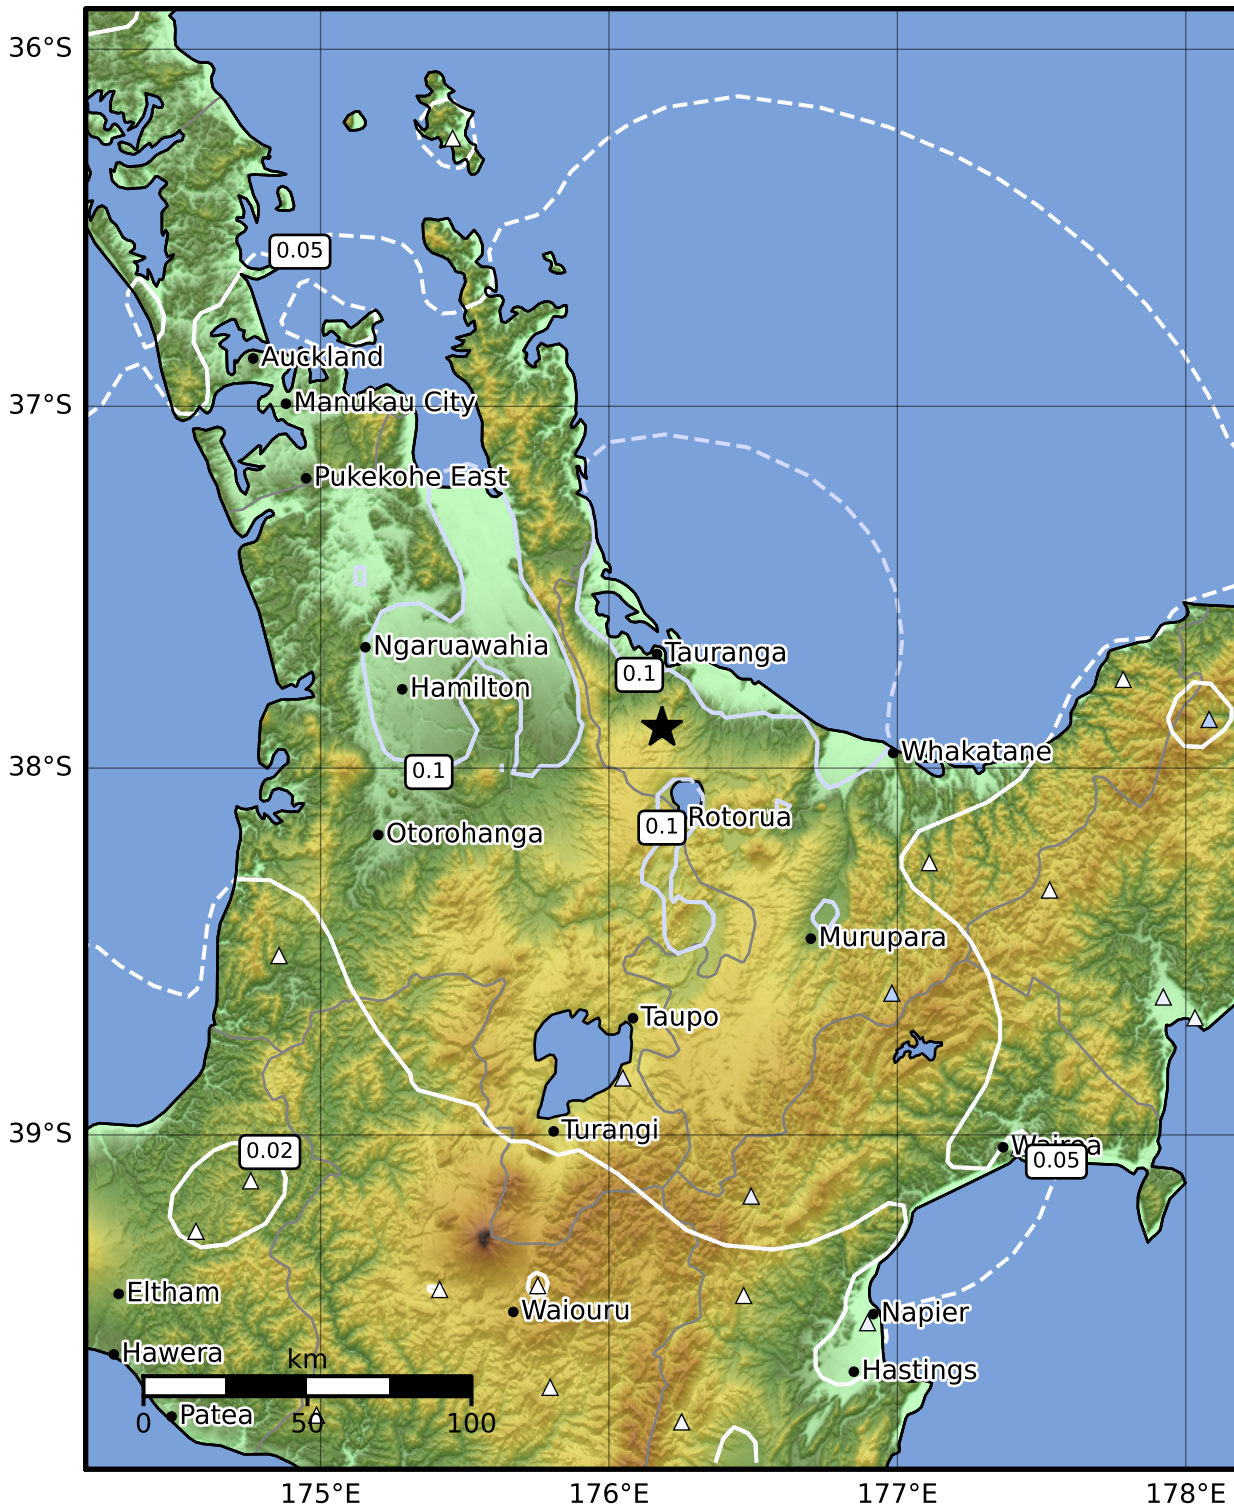 36°S
0.05
Auckland
37°S
Manukau City
Pukekohe East
Ngaruawahia
Tauranga
0.1
Hamilton
Whakatane
38°S
0.1
Rotorua
0.1
Otorohanga
Murupara
Taupo
39°S
Turangi
Wairoa
0.05
0.02
Eltham
Waiouru
Napier
Hawera
km
Hastings
Patea
0 50 100
175°E 176°E 177°E 178°E